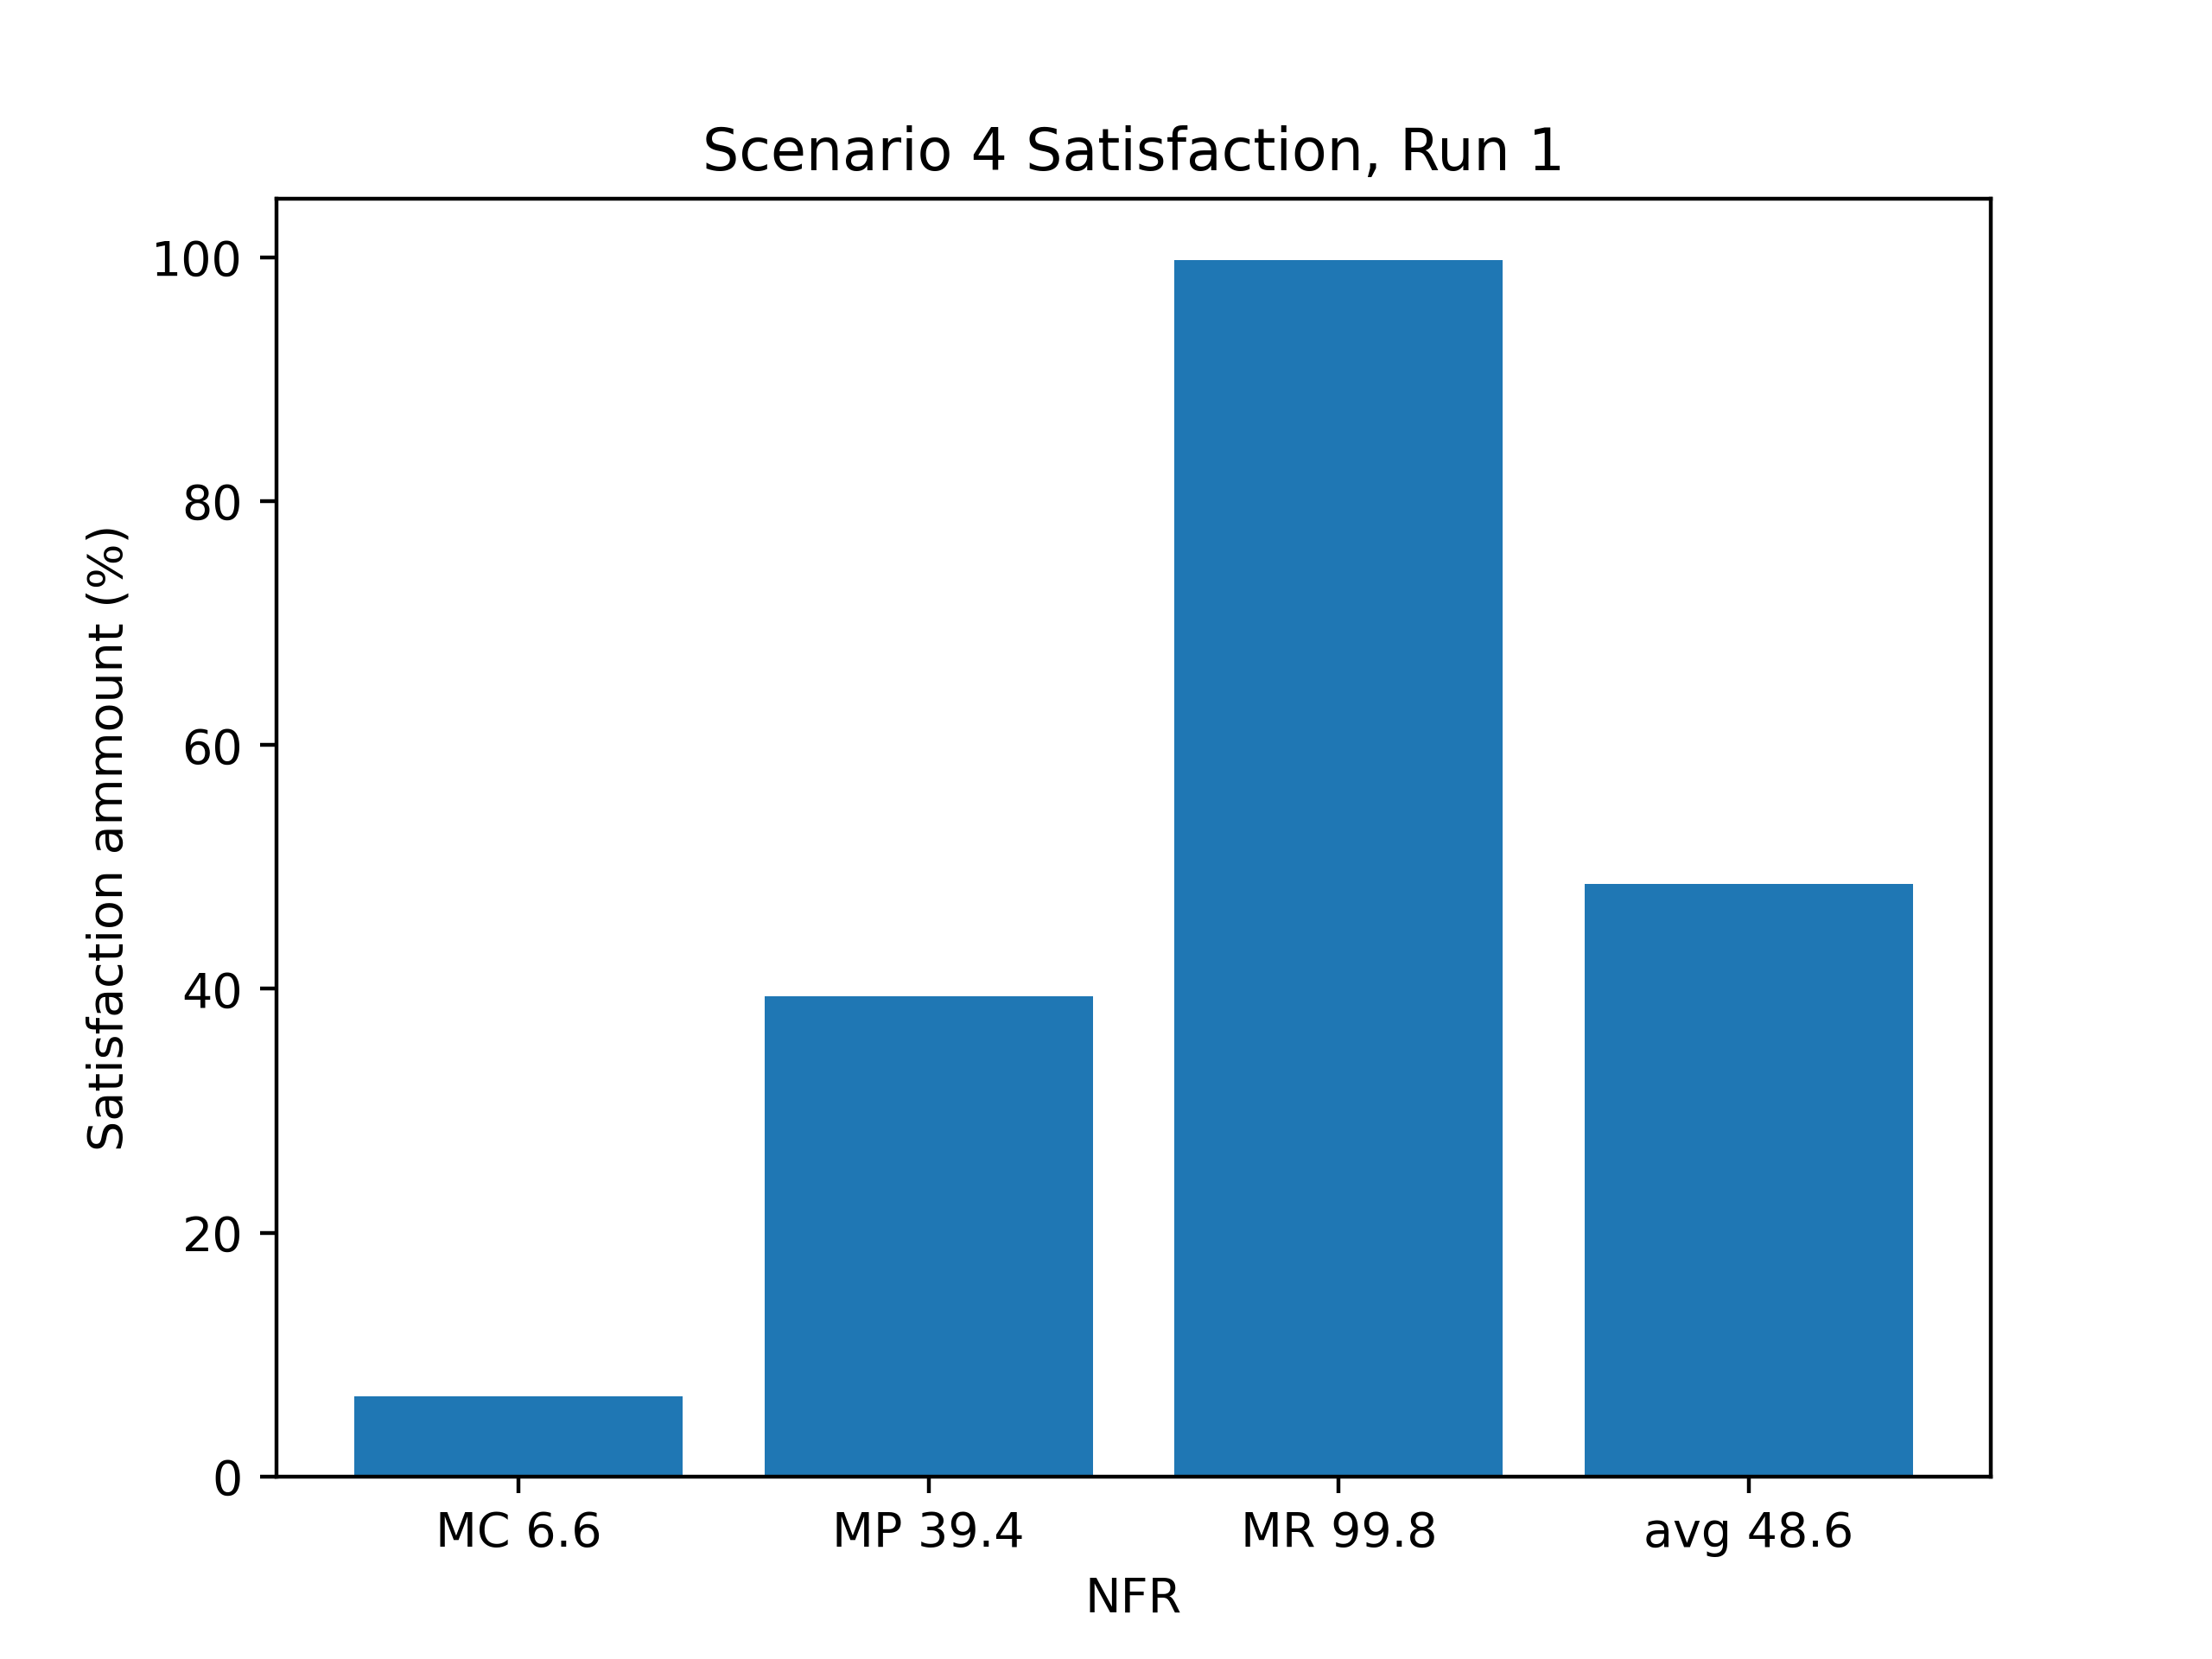 Scenario 4 Satisfaction, Run 1
Satisfaction ammount (%)
100
80
60
40
20
0
MC 6.6
MP 39.4
MR 99.8
avg 48.6
NFR